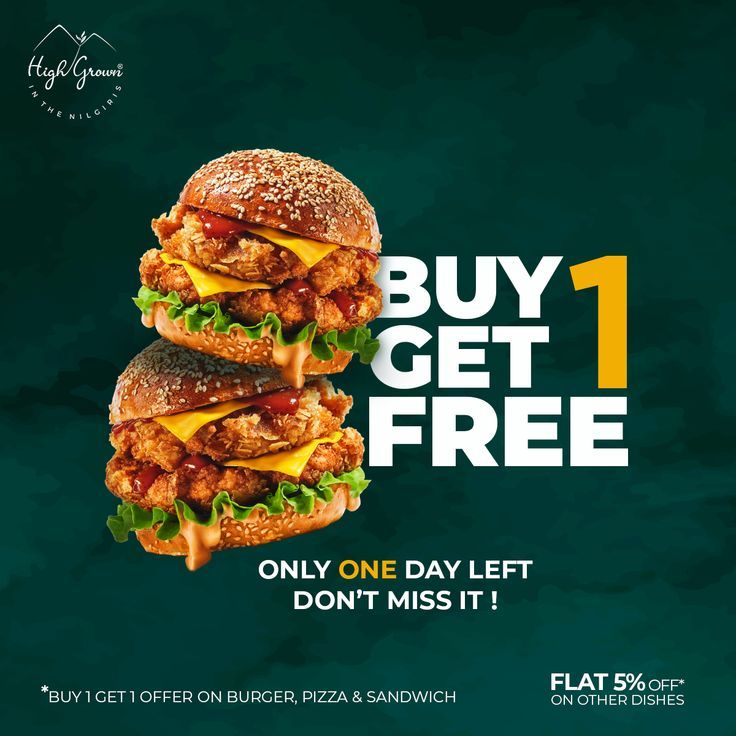 High Grown®
IN THE NILGIRIS
BUY 1
GET
FREE
ONLY ONE DAY LEFT
DON'T MISS IT !
*BUY 1 GET 1 OFFER ON BURGER, PIZZA & SANDWICH
FLAT 5% OFF*
ON OTHER DISHES